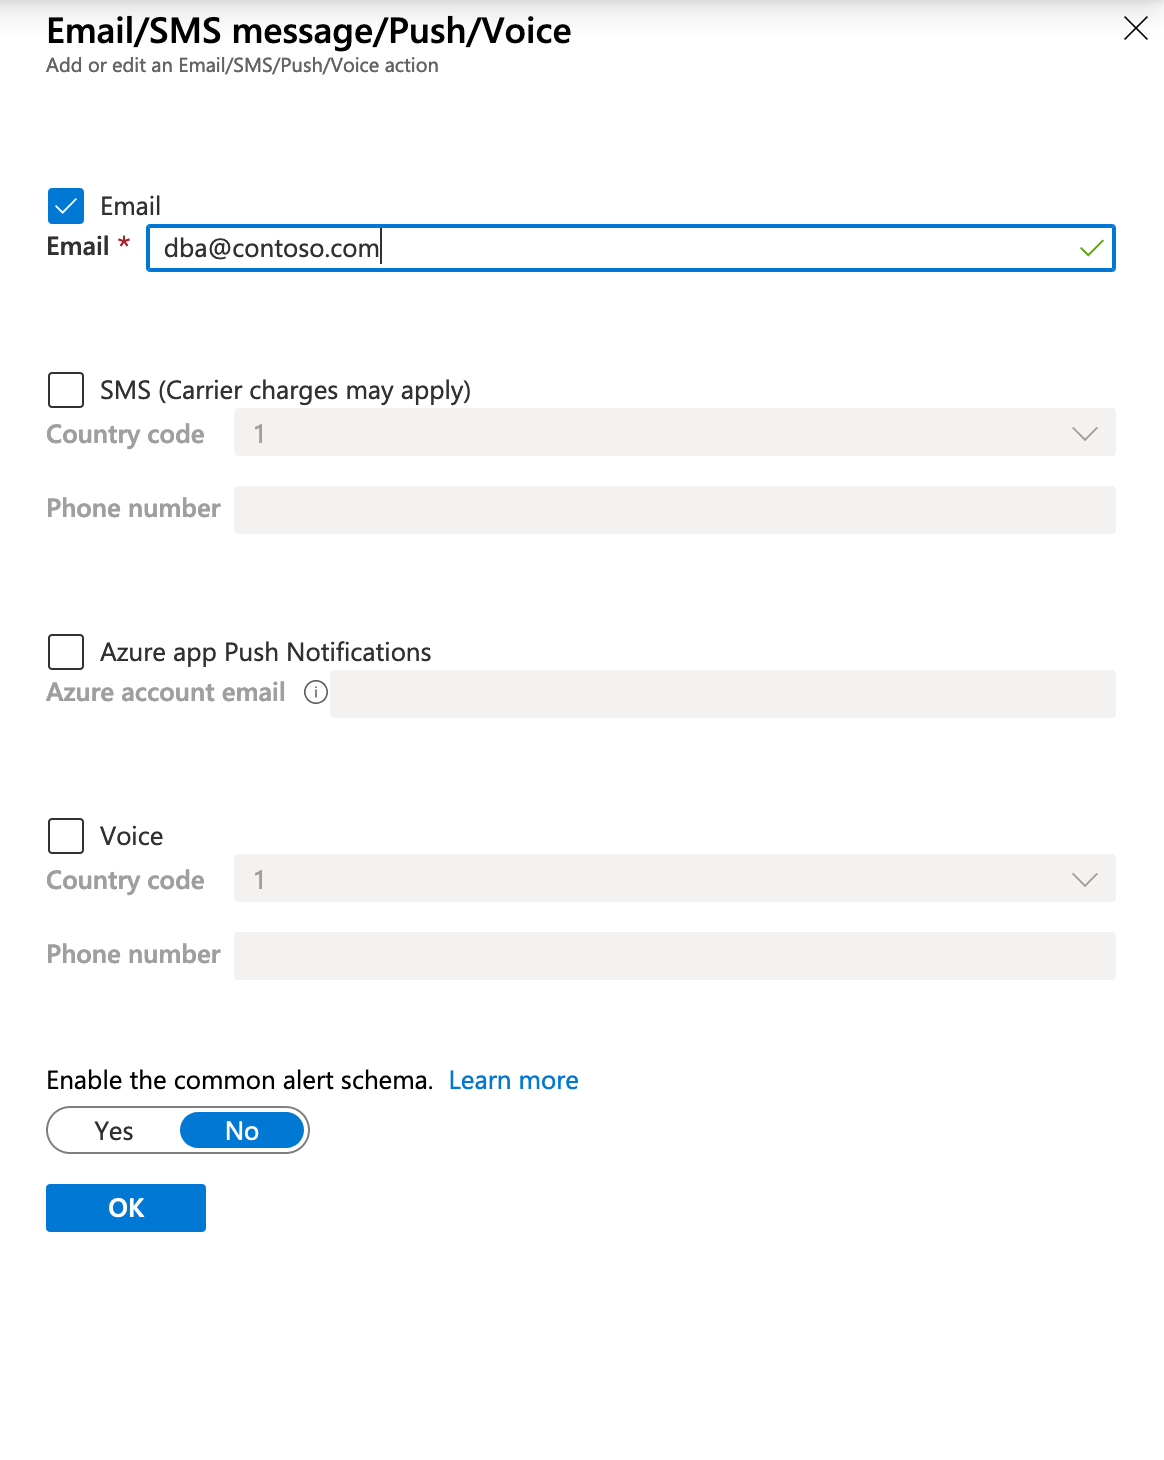 Email/SMS message/Push/Voice
Add or edit an Email/SMS/Push/Voice action
Email
Email * dba@contoso.com
SMS (Carrier charges may apply)
Country code 1
Phone number
Azure app Push Notifications
Azure account email
Voice
Country code 1
Phone number
Enable the common alert schema. Learn more
Yes No
OK